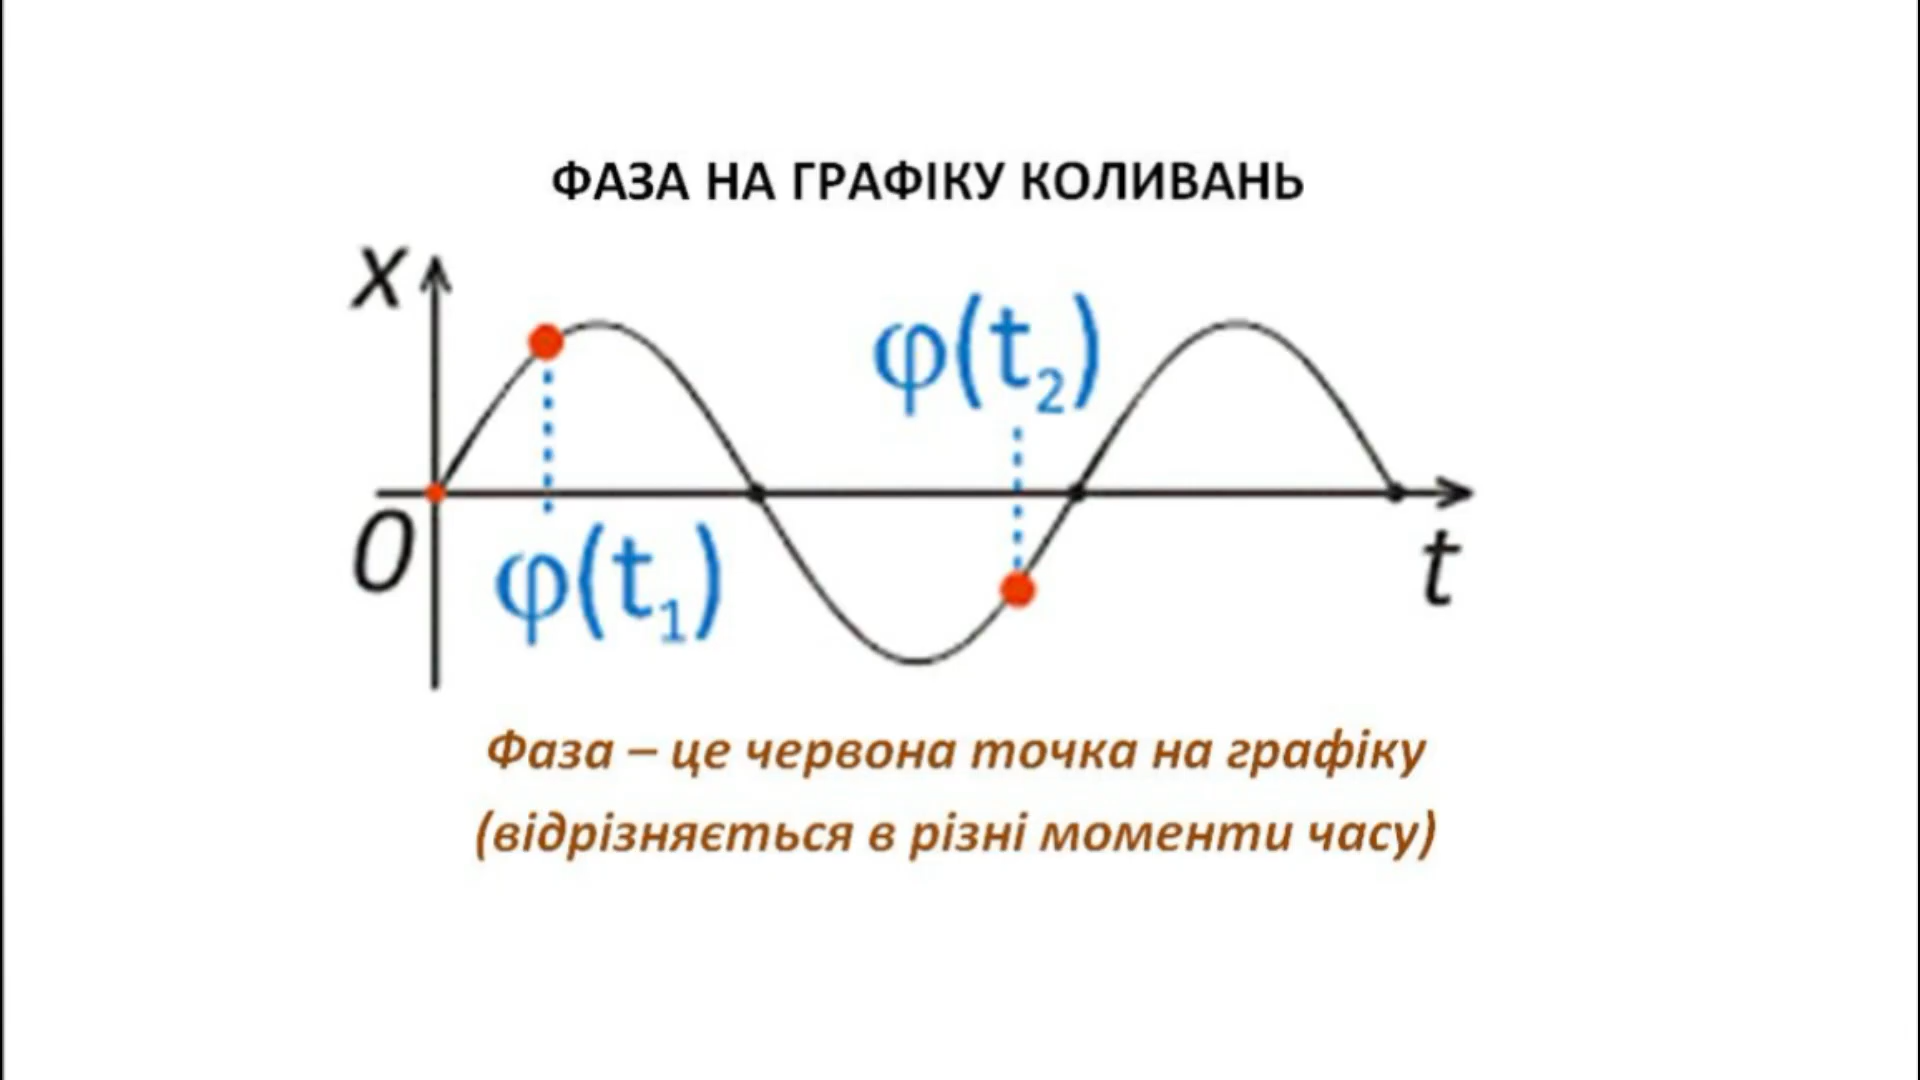 ФАЗА НА ГРАФІКУ КОЛИВАНЬ
x
φ(t₂)
0
φ(t₁)
t
Фаза – це червона точка на графіку
(відрізняється в різні моменти часу)